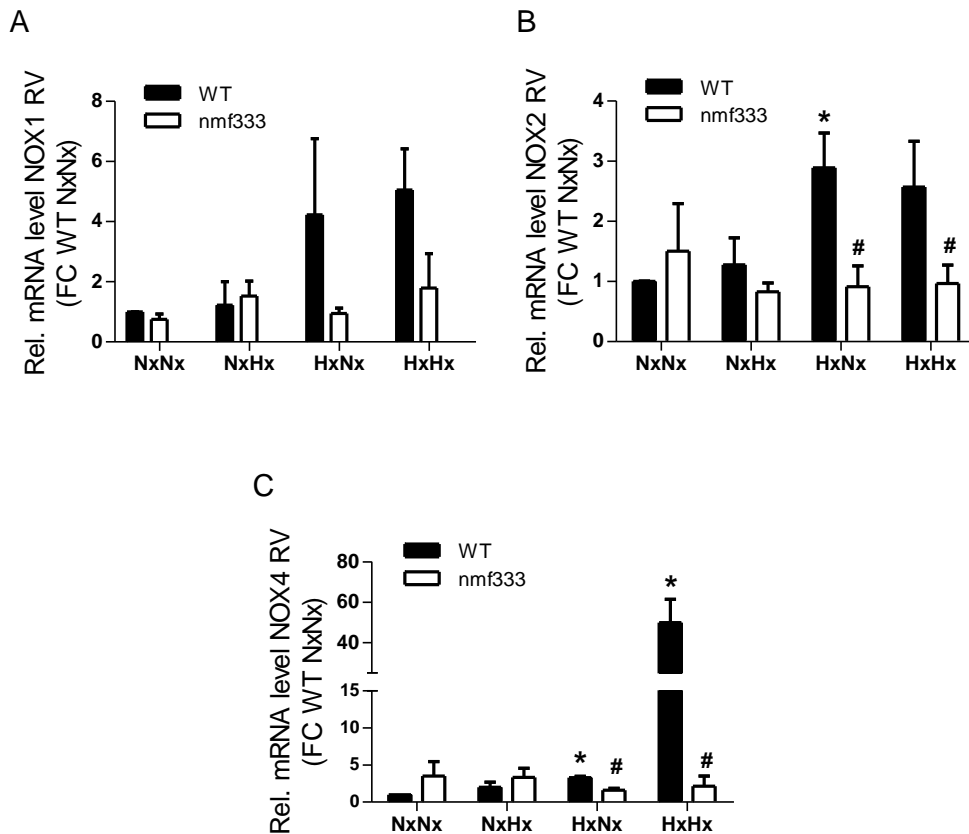 A
Rel. mRNA level NOX1 RV
(FC WT NxNx)
WT
nmf333
8
6
4
2
0
NxNx NxHx HxNx HxHx
B
Rel. mRNA level NOX2 RV
(FC WT NxNx)
WT
nmf333
4
3
2
1
0
*
#
#
NxNx NxHx HxNx HxHx
C
Rel. mRNA level NOX4 RV
(FC WT NxNx)
WT
nmf333
80
60
40
15
10
5
0
*
#
*
#
NxNx NxHx HxNx HxHx